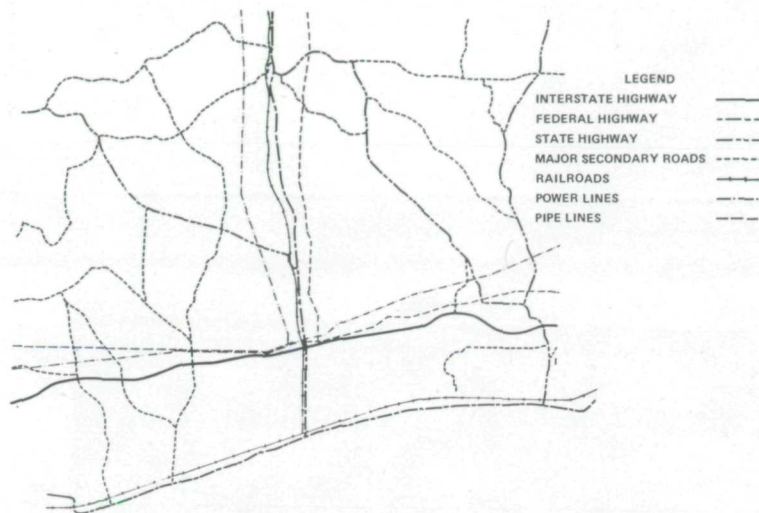 LEGEND
INTERSTATE HIGHWAY
FEDERAL HIGHWAY
STATE HIGHWAY
MAJOR SECONDARY ROADS
RAILROADS
POWER LINES
PIPE LINES